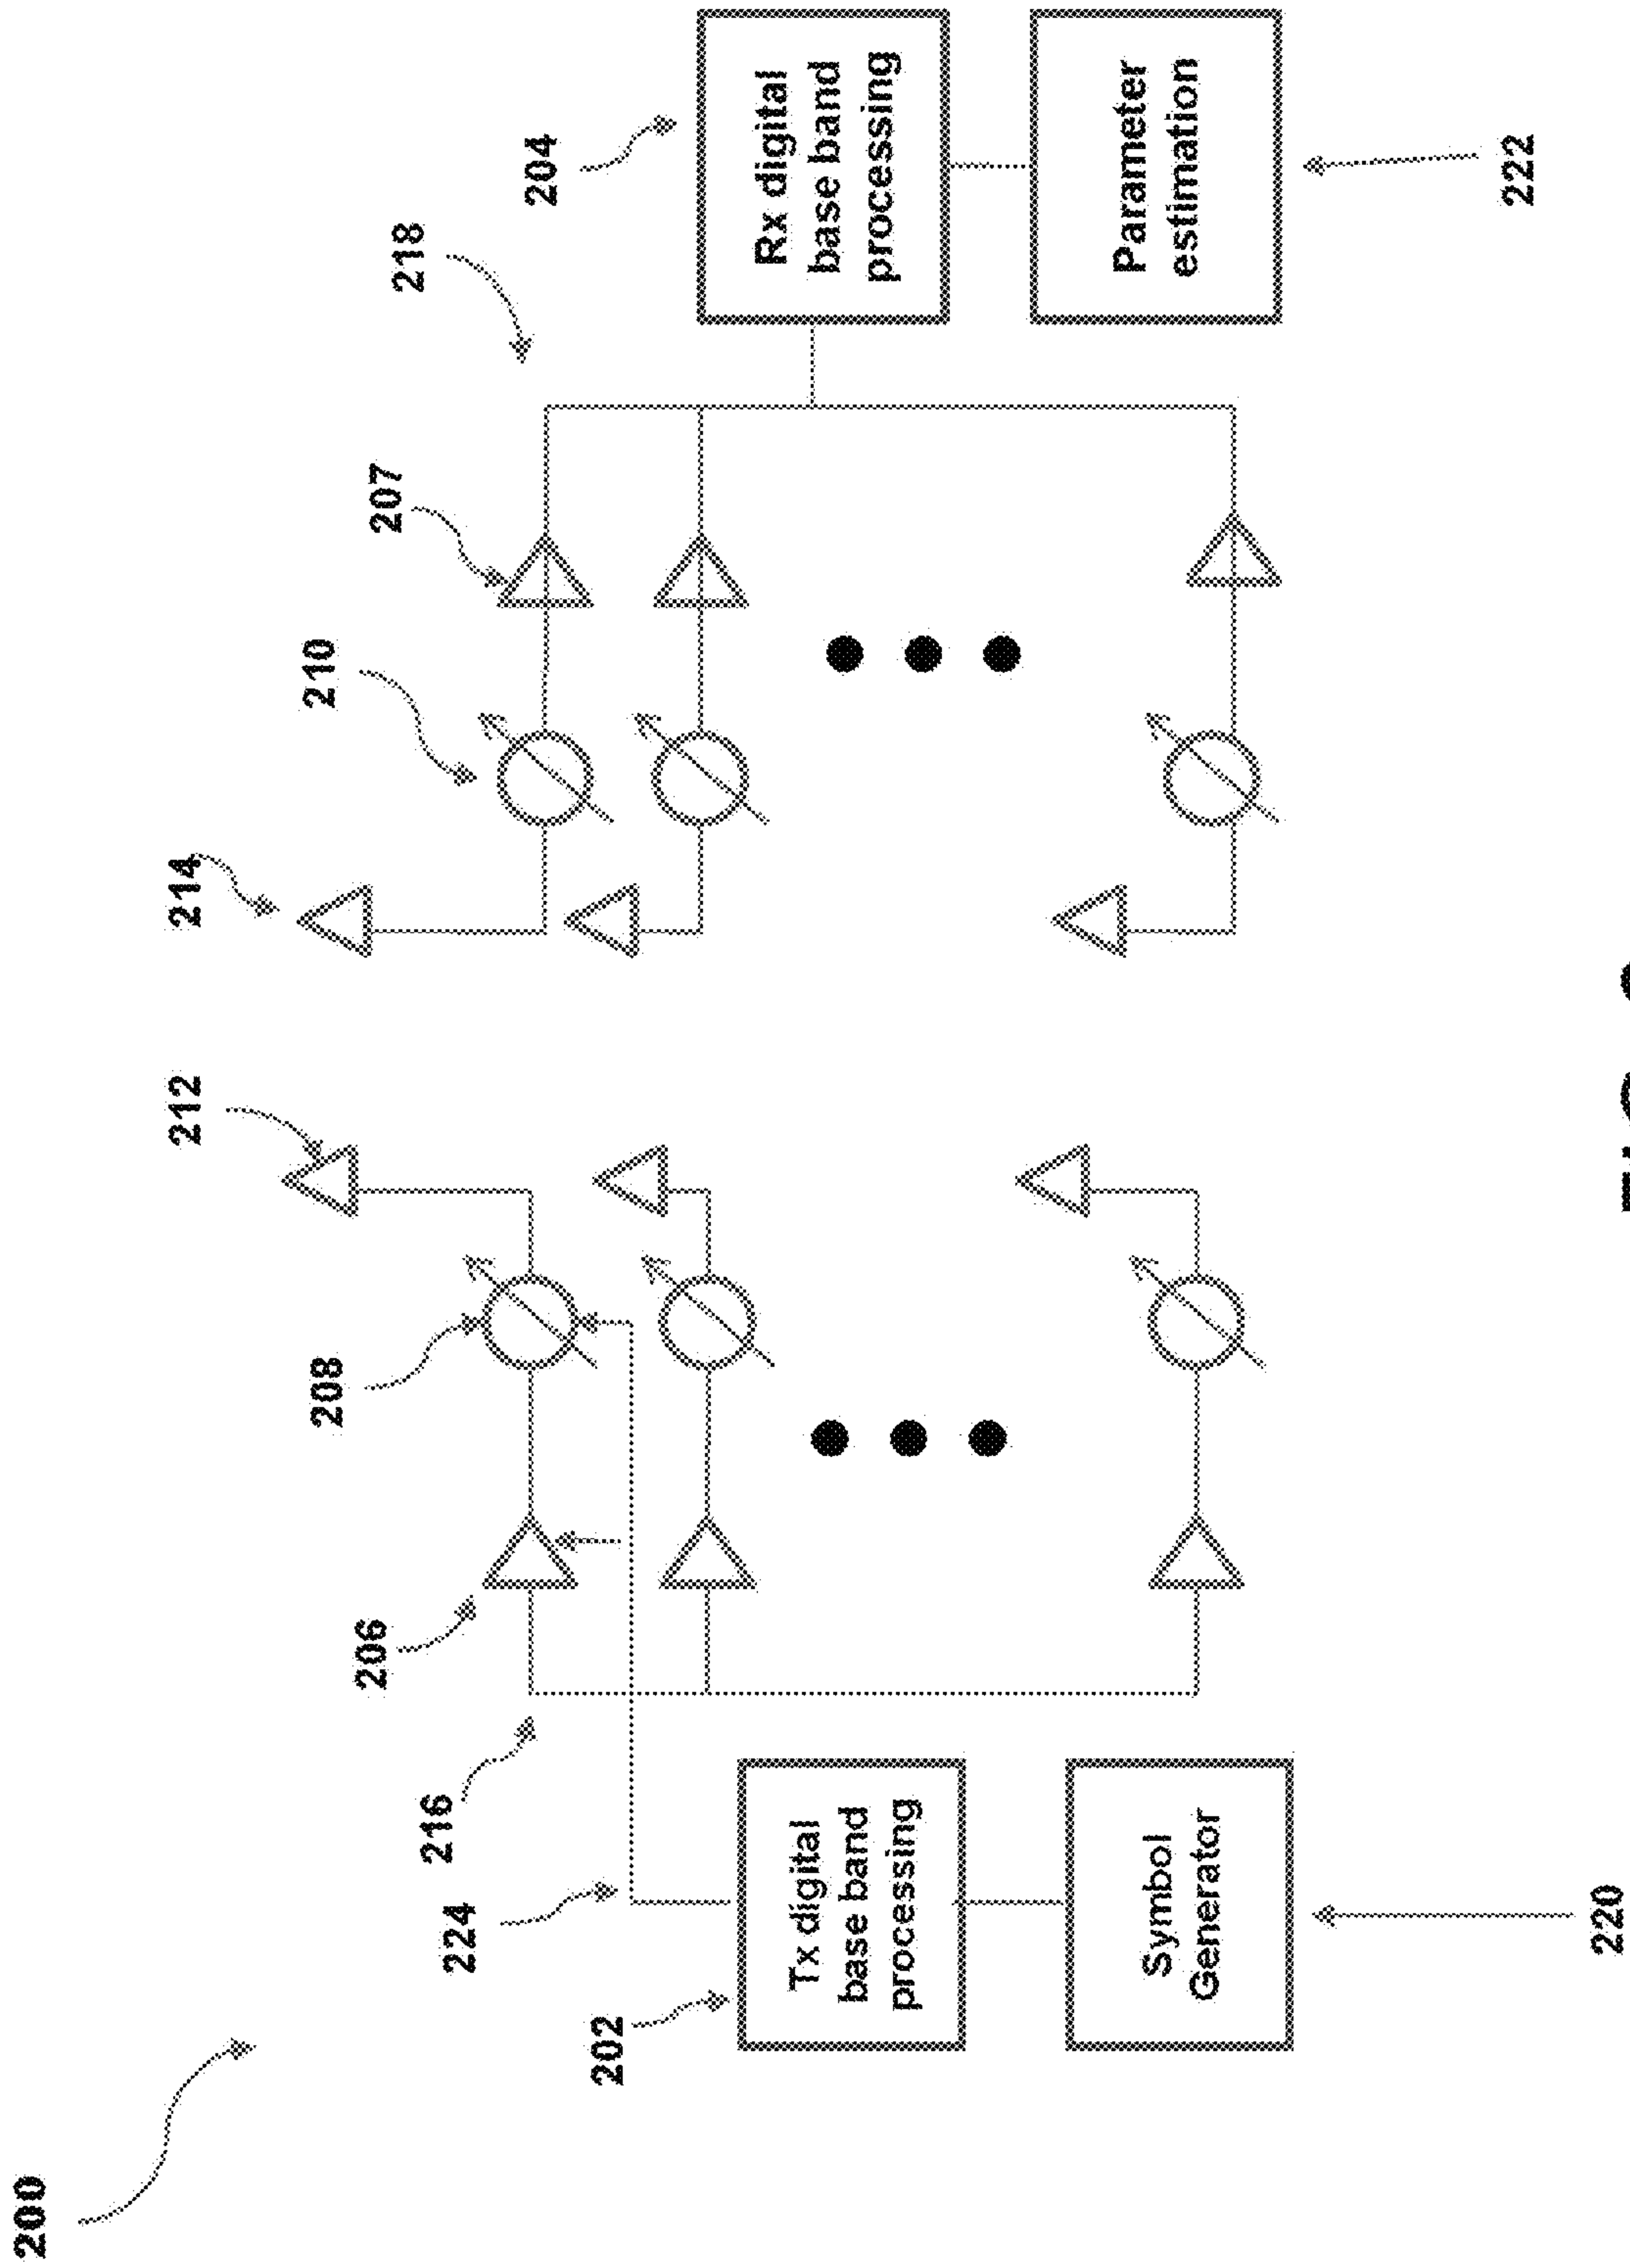 200
212
214
208
210
206
207
216
218
224
204
202
Tx digital
base band
processing
Rx digital
base band
processing
Symbol
Generator
Parameter
estimation
222
220